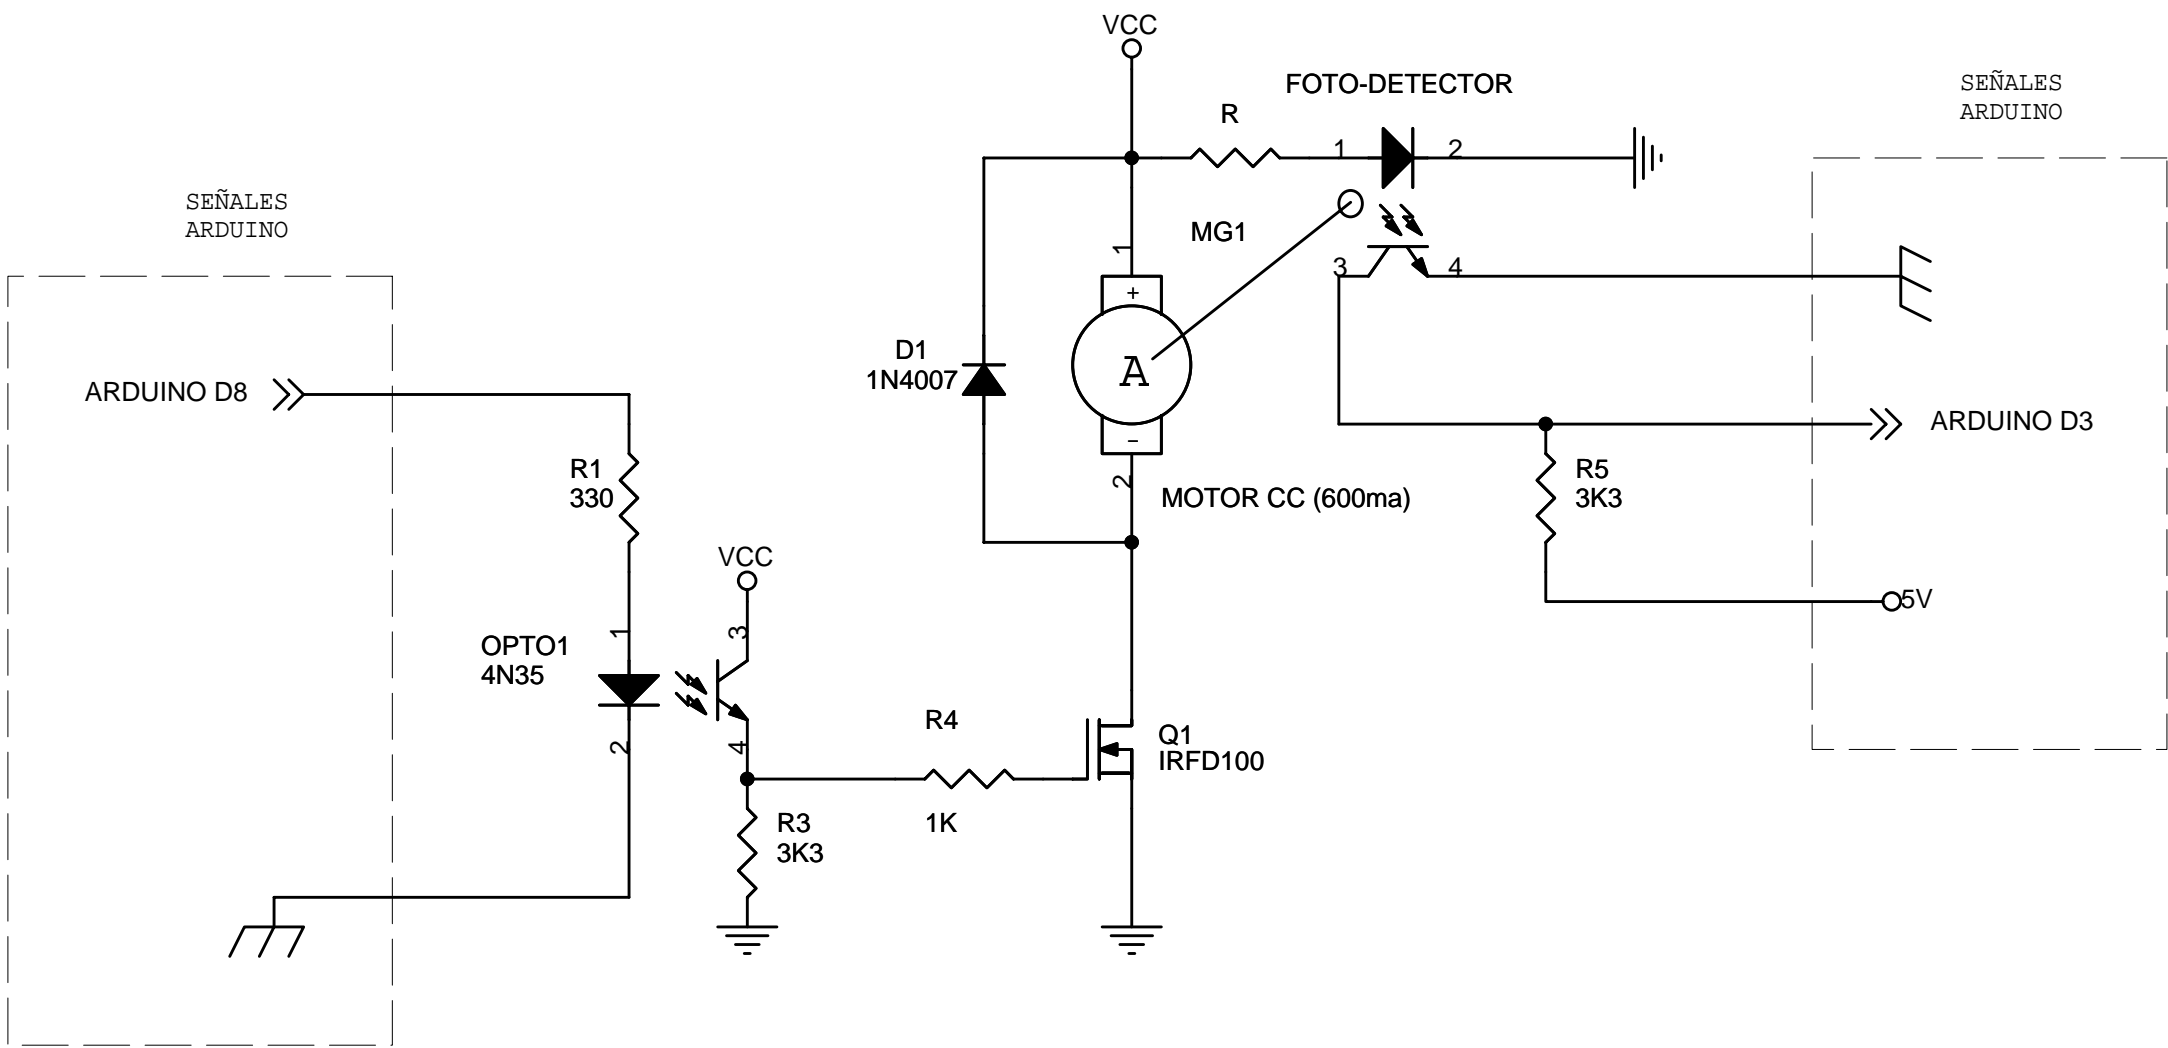 VCC
FOTO-DETECTOR
SEÑALES
ARDUINO
R
1
2
SEÑALES
ARDUINO
MG1
1
3
4
+
D1
1N4007
A
ARDUINO D8
ARDUINO D3
-
R1
330
2
MOTOR CC (600ma)
R5
3K3
VCC
5V
1
3
OPTO1
4N35
2
4
R4
Q1
IRFD100
1K
R3
3K3